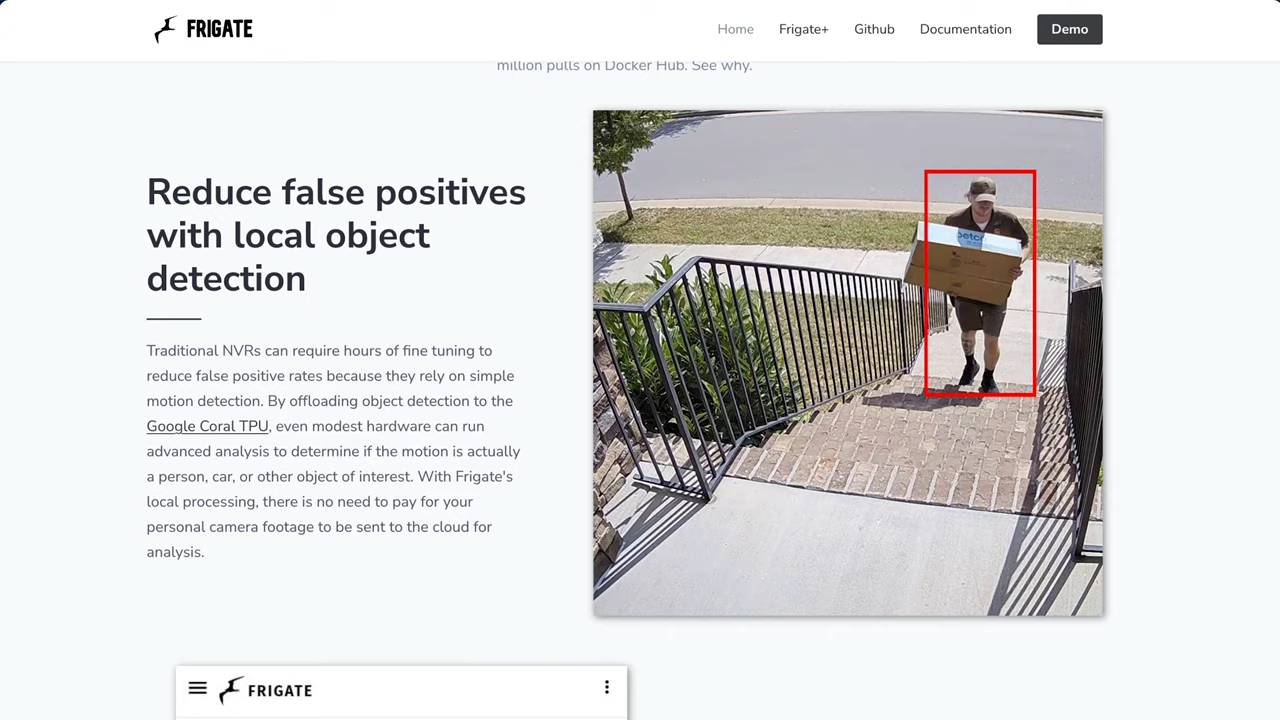 FRIGATE
Home
Frigate+
Github
Documentation
Demo
million pulls on Docker Hub. See why.
Reduce false positives
with local object
detection
Traditional NVRs can require hours of fine tuning to
reduce false positive rates because they rely on simple
motion detection. By offloading object detection to the
Google Coral TPU, even modest hardware can run
advanced analysis to determine if the motion is actually
a person, car, or other object of interest. With Frigate's
local processing, there is no need to pay for your
personal camera footage to be sent to the cloud for
analysis.
petco
FRIGATE